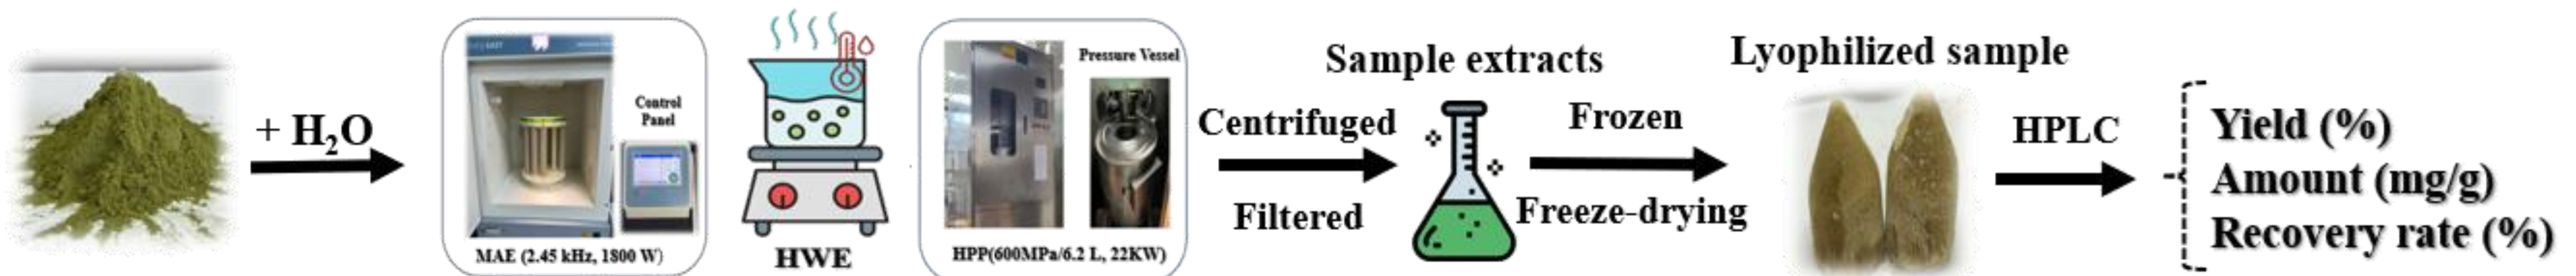 + H₂O
Control
Panel
MAE (2.45 kHz, 1800 W)
HWE
Pressure Vessel
HPP(600MPa/6.2 L, 22KW)
Centrifuged
Filtered
Sample extracts
Frozen
Freeze-drying
Lyophilized sample
HPLC
Yield (%)
Amount (mg/g)
Recovery rate (%)